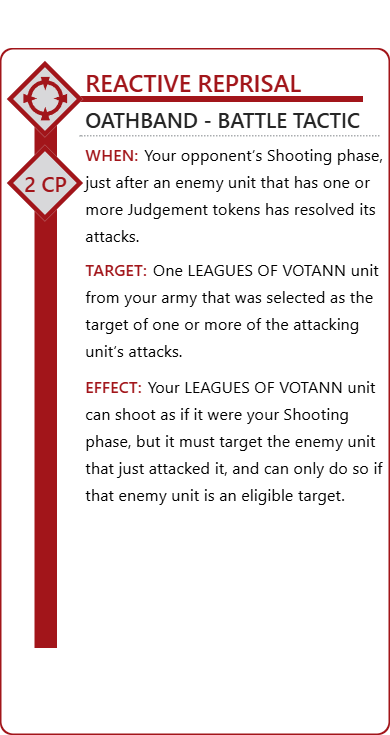 REACTIVE REPRISAL
OATHBAND - BATTLE TACTIC
2 CP
WHEN: Your opponent’s Shooting phase,
just after an enemy unit that has one or
more Judgement tokens has resolved its
attacks.
TARGET: One LEAGUES OF VOTANN unit
from your army that was selected as the
target of one or more of the attacking
unit’s attacks.
EFFECT: Your LEAGUES OF VOTANN unit
can shoot as if it were your Shooting
phase, but it must target the enemy unit
that just attacked it, and can only do so if
that enemy unit is an eligible target.